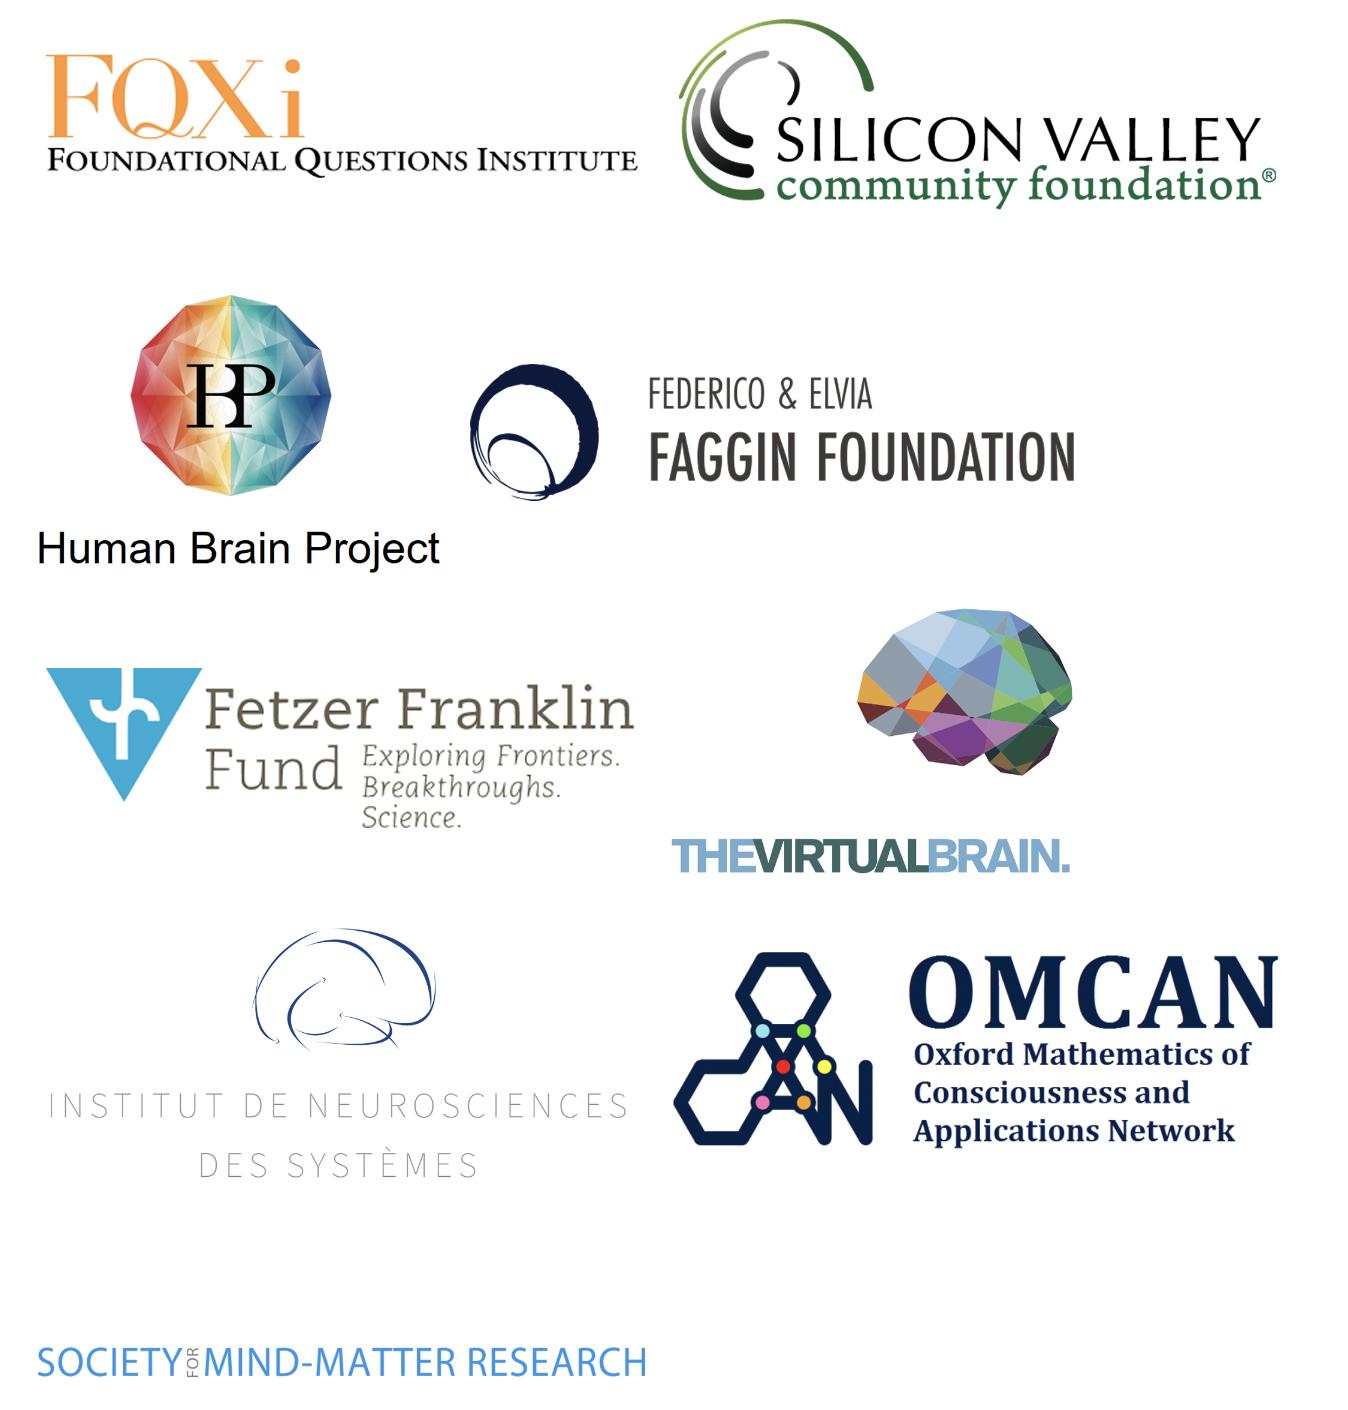 FQXi
FOUNDATIONAL QUESTIONS INSTITUTE
SILICON VALLEY
community foundation®
HP
Human Brain Project
FEDERICO & ELVIA
FAGGIN FOUNDATION
Fetzer Franklin
Fund
Exploring Frontiers.
Breakthroughs.
Science.
THEVIRTUALBRAIN.
INSTITUT DE NEUROSCIENCES
DES SYSTÈMES
OMCAN
Oxford Mathematics of
Consciousness and
Applications Network
SOCIETY FOR MIND-MATTER RESEARCH